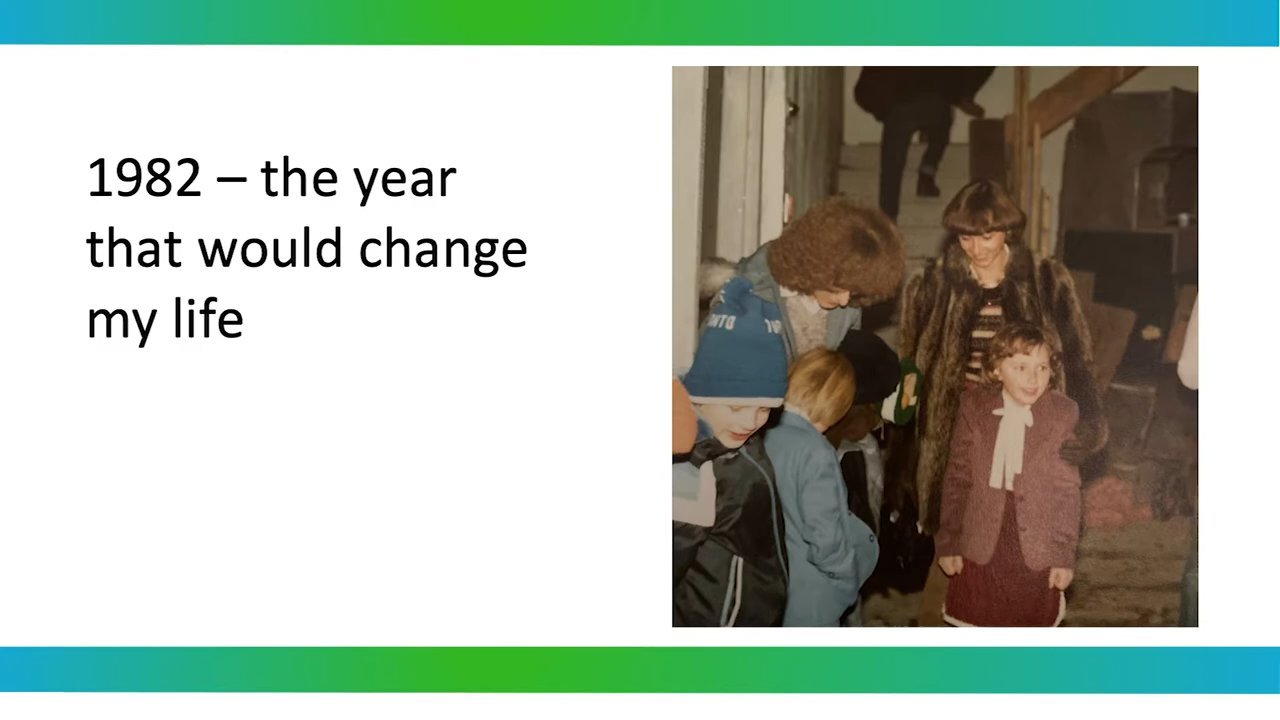 1982 – the year
that would change
my life